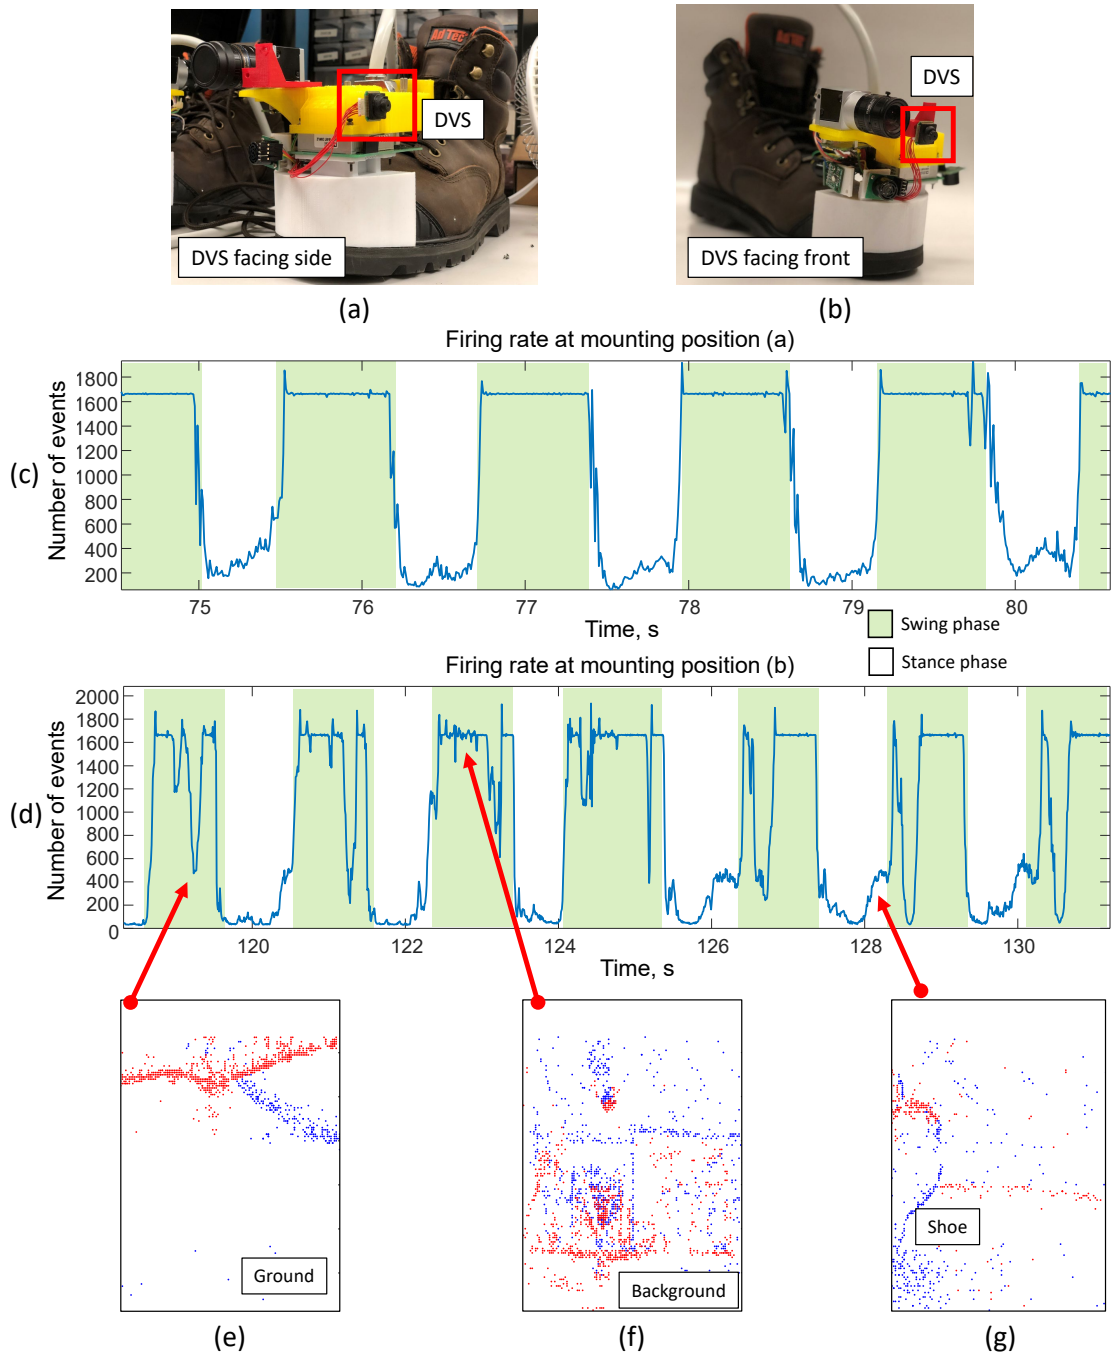 Ad Tec
DVS
DVS
DVS facing side
DVS facing front
(a)
(b)
Firing rate at mounting position (a)
1800
1600
1400
1200
1000
800
600
400
200
Number of events
(c)
75
76
77
78
79
80
Time, s
Swing phase
Stance phase
Firing rate at mounting position (b)
2000
1800
1600
1400
1200
1000
800
600
400
200
0
Number of events
(d)
120
122
124
126
128
130
Time, s
Ground
Background
Shoe
(e)
(f)
(g)